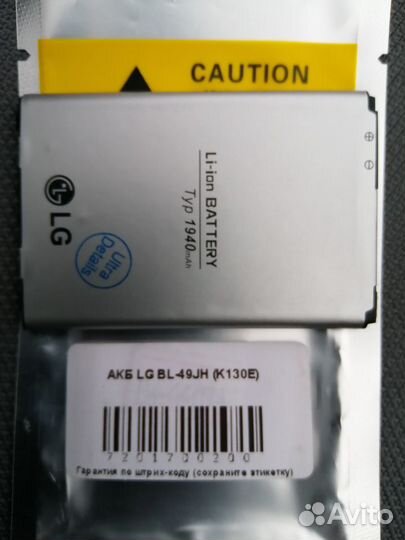 CAUTION
Li-ion BATTERY
Typ 1940mAh
LG
Ultra
Details
АКБ LG BL-49JH (K130E)
7201700200
Гарантия по штрих-коду (сохраните этикетку)
Avito